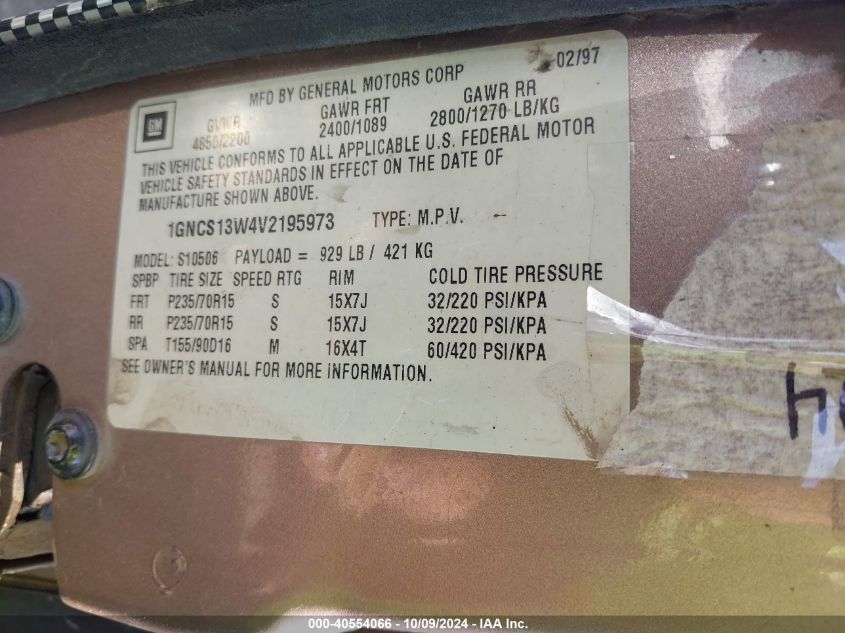 02/97
MFD BY GENERAL MOTORS CORP
GM
GVWR GAWR FRT GAWR RR
4850/2200 2400/1089 2800/1270 LB/KG
THIS VEHICLE CONFORMS TO ALL APPLICABLE U.S. FEDERAL MOTOR
VEHICLE SAFETY STANDARDS IN EFFECT ON THE DATE OF
MANUFACTURE SHOWN ABOVE.
1GNCS13W4V2195973 TYPE: M.P.V.
MODEL: S10506 PAYLOAD = 929 LB / 421 KG
SPBP TIRE SIZE SPEED RTG RIM COLD TIRE PRESSURE
FRT P235/70R15 S 15X7J 32/220 PSI/KPA
RR P235/70R15 S 15X7J 32/220 PSI/KPA
SPA T155/90D16 M 16X4T 60/420 PSI/KPA
SEE OWNER'S MANUAL FOR MORE INFORMATION.
000-40554066 - 10/09/2024 - IAA Inc.